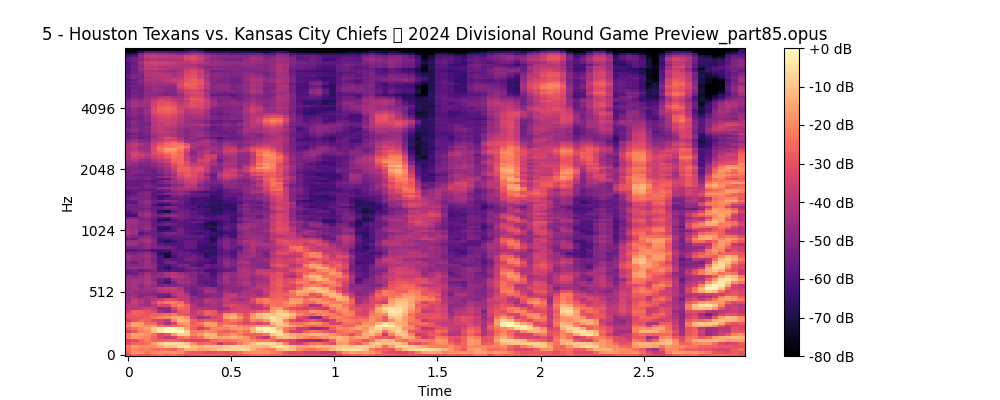 5 - Houston Texans vs. Kansas City Chiefs  2024 Divisional Round Game Preview_part85.opus
+0 dB
-10 dB
-20 dB
-30 dB
-40 dB
-50 dB
-60 dB
-70 dB
-80 dB
4096
2048
1024
512
0
Hz
0
0.5
1
1.5
2
2.5
Time